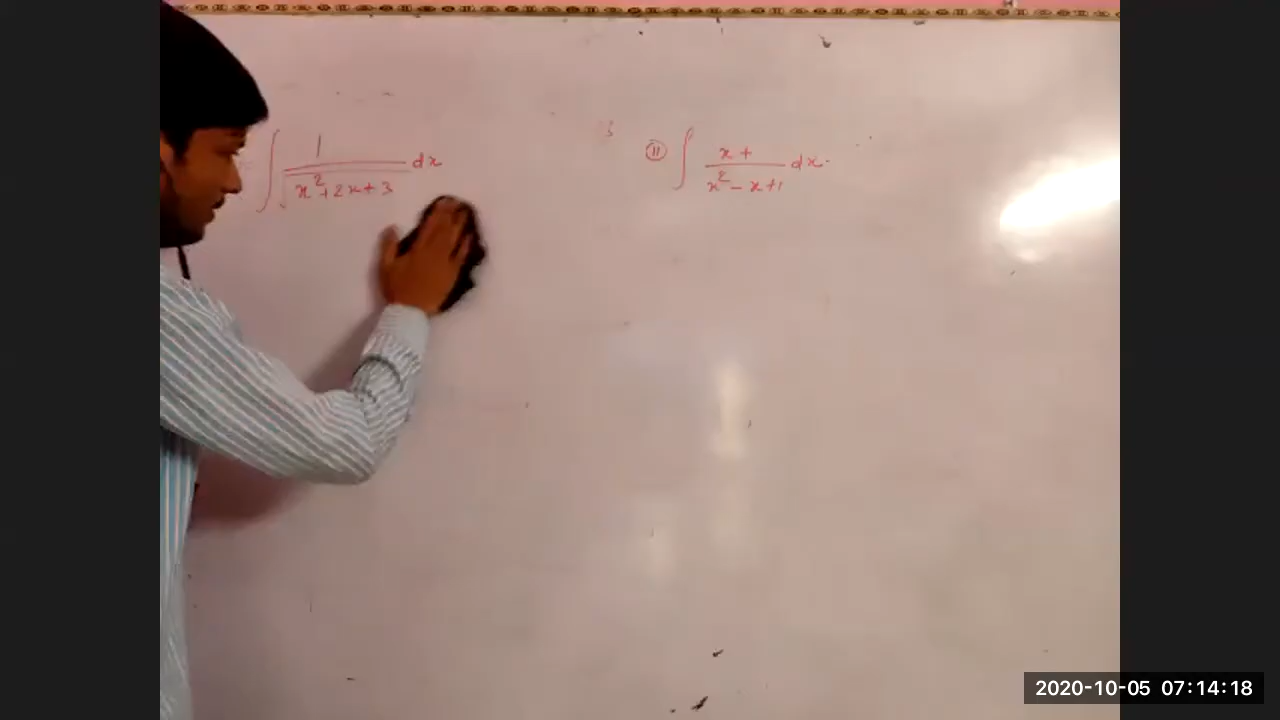 ∫ 1/√(x²+2x+3) dx
(II) ∫ (x+)/(x²-x+1) dx.
2020-10-05 07:14:18